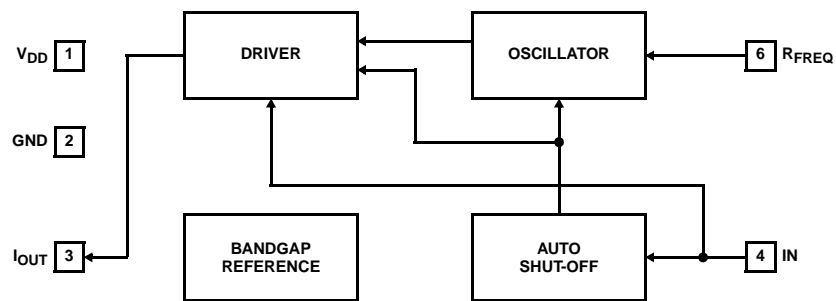 VDD 1 DRIVER OSCILLATOR 6 RFREQ
GND 2
IOUT 3 BANDGAP REFERENCE AUTO SHUT-OFF 4 IN